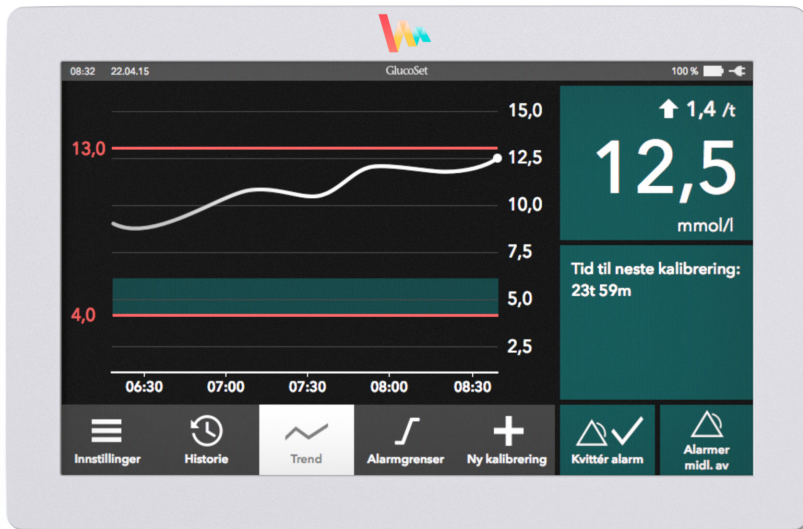 08:32 22.04.15 GlucoSet 100 %
15,0
13,0
12,5
10,0
7,5
5,0
4,0
2,5
06:30 07:00 07:30 08:00 08:30
1,4 /t
12,5
mmol/l
Tid til neste kalibrering:
23t 59m
Innstillinger
Historie
Trend
Alarmgrenser
Ny kalibrering
Kvittér alarm
Alarmer
midl. av